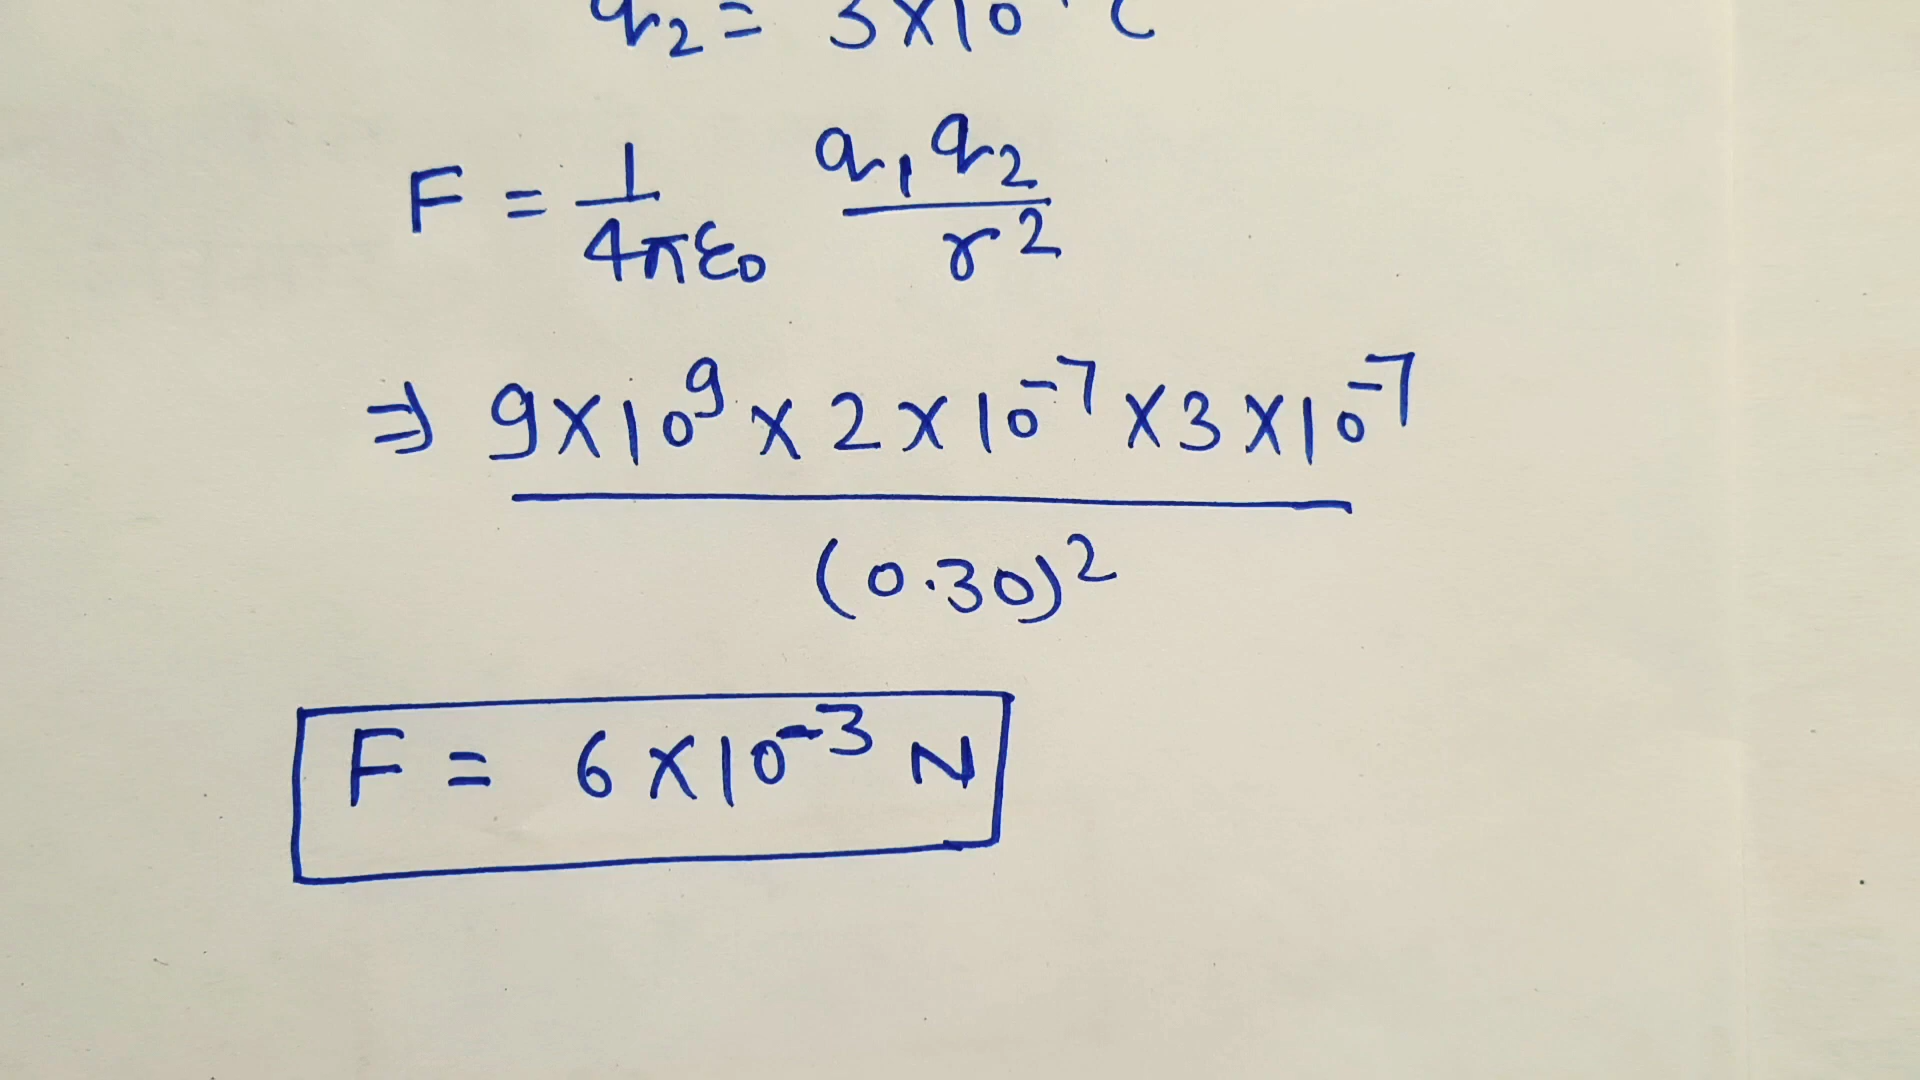 q₂ = 3×10 C
F = 1/4πε₀ q₁q₂/r²
⇒ 9×10⁹ × 2×10⁻⁷ ×3×10⁻⁷
(0.30)²
F = 6×10⁻³ N